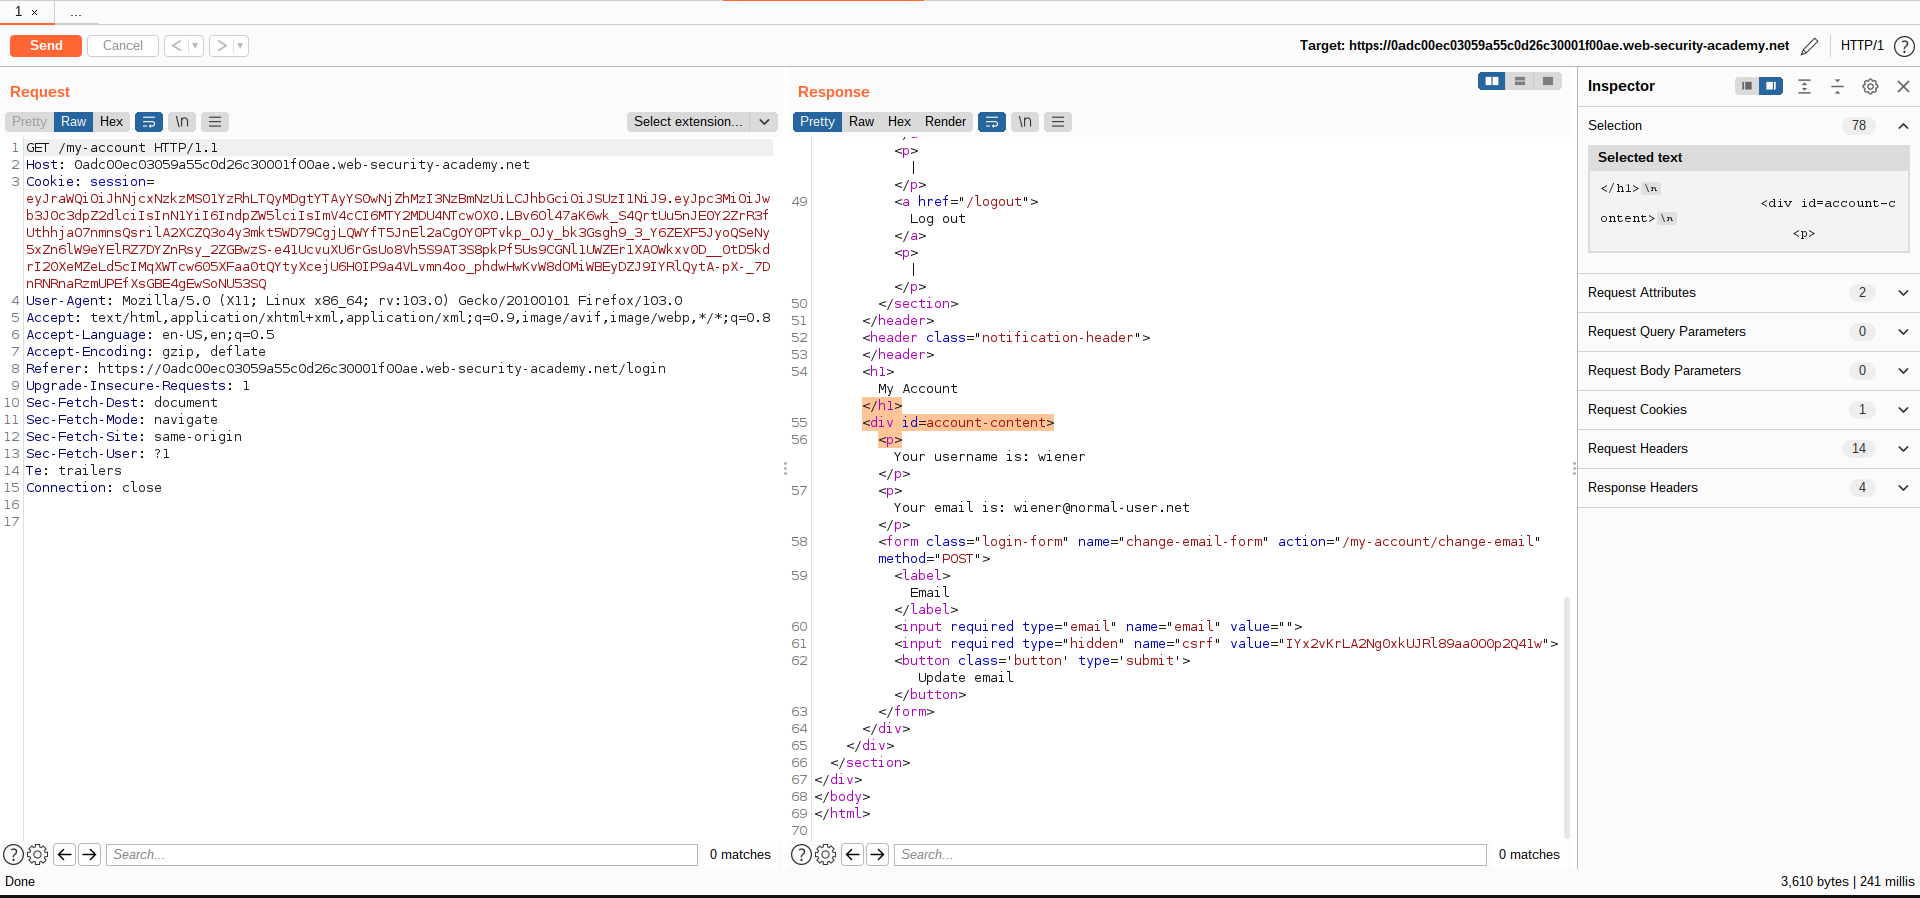 1 × ...
Send Cancel < > Target: https://0adc00ec03059a55c0d26c30001f00ae.web-security-academy.net HTTP/1 ?
Request
Pretty Raw Hex \n Select extension...
1 GET /my-account HTTP/1.1
2 Host: 0adc00ec03059a55c0d26c30001f00ae.web-security-academy.net
3 Cookie: session=
4 User-Agent: Mozilla/5.0 (X11; Linux x86_64; rv:103.0) Gecko/20100101 Firefox/103.0
5 Accept: text/html,application/xhtml+xml,application/xml;q=0.9,image/avif,image/webp,*/*;q=0.8
6 Accept-Language: en-US,en;q=0.5
7 Accept-Encoding: gzip, deflate
8 Referer: https://0adc00ec03059a55c0d26c30001f00ae.web-security-academy.net/login
9 Upgrade-Insecure-Requests: 1
10 Sec-Fetch-Dest: document
11 Sec-Fetch-Mode: navigate
12 Sec-Fetch-Site: same-origin
13 Sec-Fetch-User: ?1
14 Te: trailers
15 Connection: close
16
17
? Search... 0 matches
Response
Pretty Raw Hex Render \n
<p>
|
</p>
49 <a href="/logout">
Log out
</a>
<p>
|
</p>
50 </section>
51 </header>
52 <header class="notification-header">
53 </header>
54 <h1>
My Account
</h1>
55 <div id=account-content>
56 <p>
Your username is: wiener
</p>
57 <p>
Your email is: wiener@normal-user.net
</p>
58 <form class="login-form" name="change-email-form" action="/my-account/change-email"
method="POST">
59 <label>
Email
</label>
60 <input required type="email" name="email" value="">
61 <input required type="hidden" name="csrf" value="
">
62 <button class='button' type='submit'>
Update email
</button>
63 </form>
64 </div>
65 </div>
66 </section>
67 </div>
68 </body>
69 </html>
70
? Search... 0 matches
Inspector
Selection 78
Selected text
</h1> \n
<div id=account-c
ontent> \n
<p>
Request Attributes 2
Request Query Parameters 0
Request Body Parameters 0
Request Cookies 1
Request Headers 14
Response Headers 4
Done 3,610 bytes | 241 millis